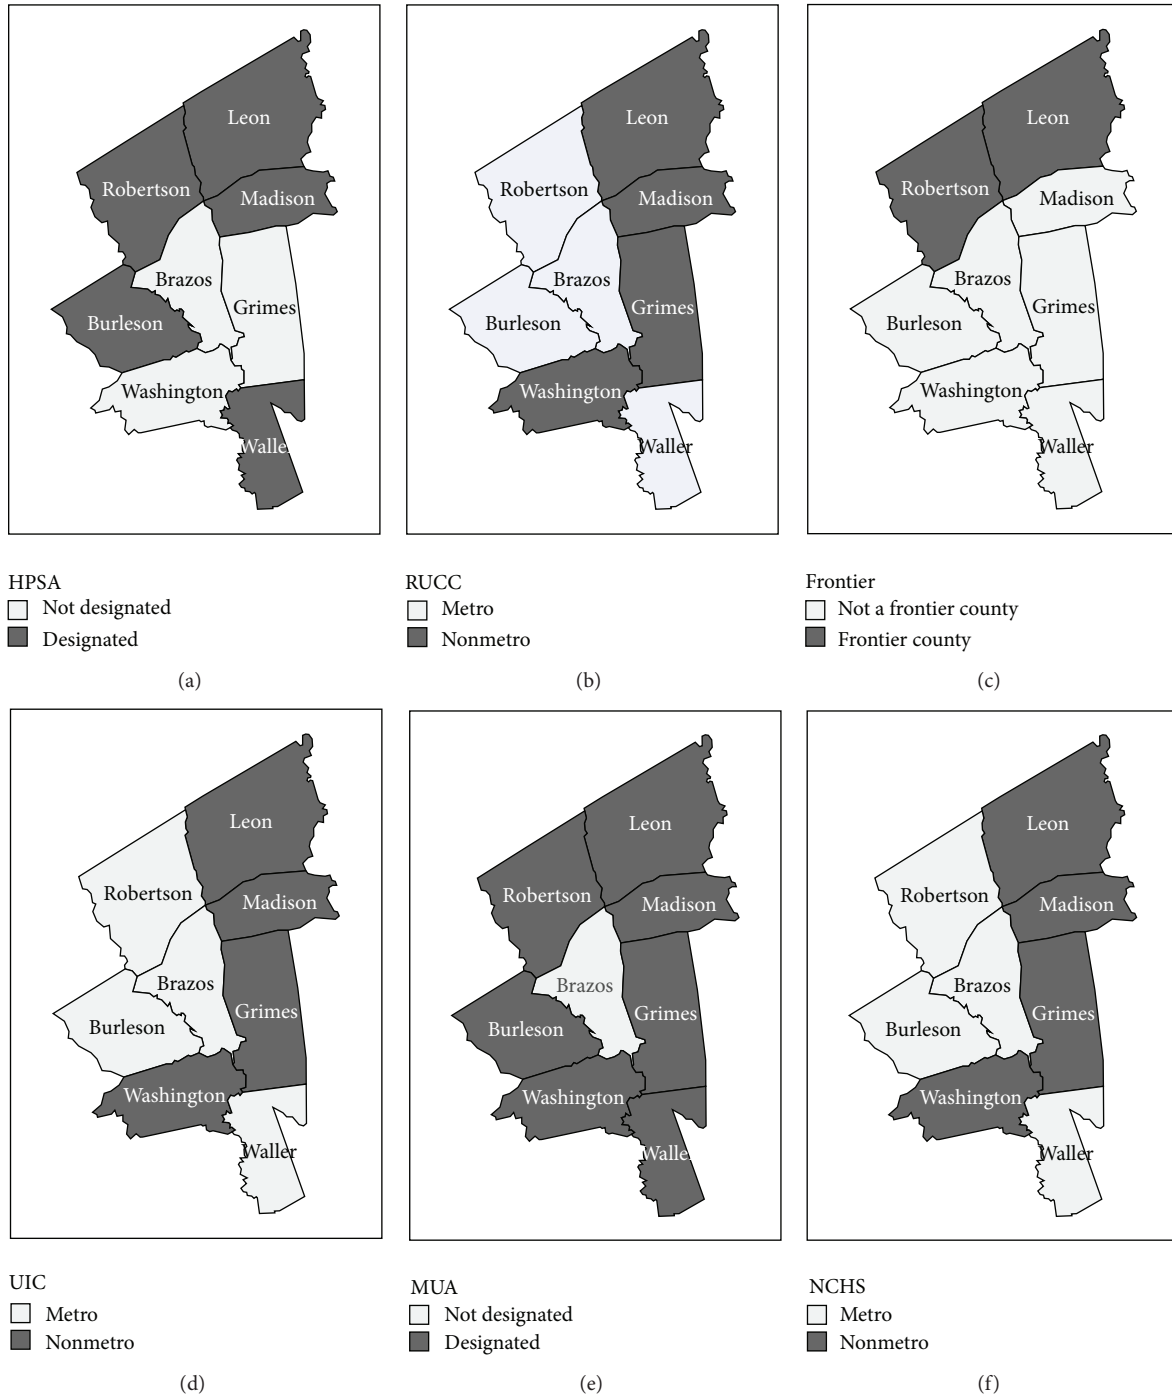 Leon
Robertson
Madison
Brazos
Grimes
Burleson
Washington
Waller
HPSA
Not designated
Designated
(a)
Leon
Robertson
Madison
Brazos
Grimes
Burleson
Washington
Waller
RUCC
Metro
Nonmetro
(b)
Leon
Robertson
Madison
Brazos
Grimes
Burleson
Washington
Waller
Frontier
Not a frontier county
Frontier county
(c)
Leon
Robertson
Madison
Brazos
Grimes
Burleson
Washington
Waller
UIC
Metro
Nonmetro
(d)
Leon
Robertson
Madison
Brazos
Grimes
Burleson
Washington
Waller
MUA
Not designated
Designated
(e)
Leon
Robertson
Madison
Brazos
Grimes
Burleson
Washington
Waller
NCHS
Metro
Nonmetro
(f)